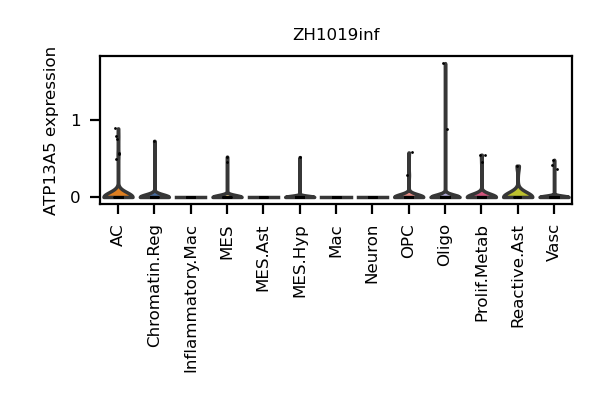 ZH1019inf
ATP13A5 expression
1
0
AC
Chromatin.Reg
Inflammatory.Mac
MES
MES.Ast
MES.Hyp
Mac
Neuron
OPC
Oligo
Prolif.Metab
Reactive.Ast
Vasc